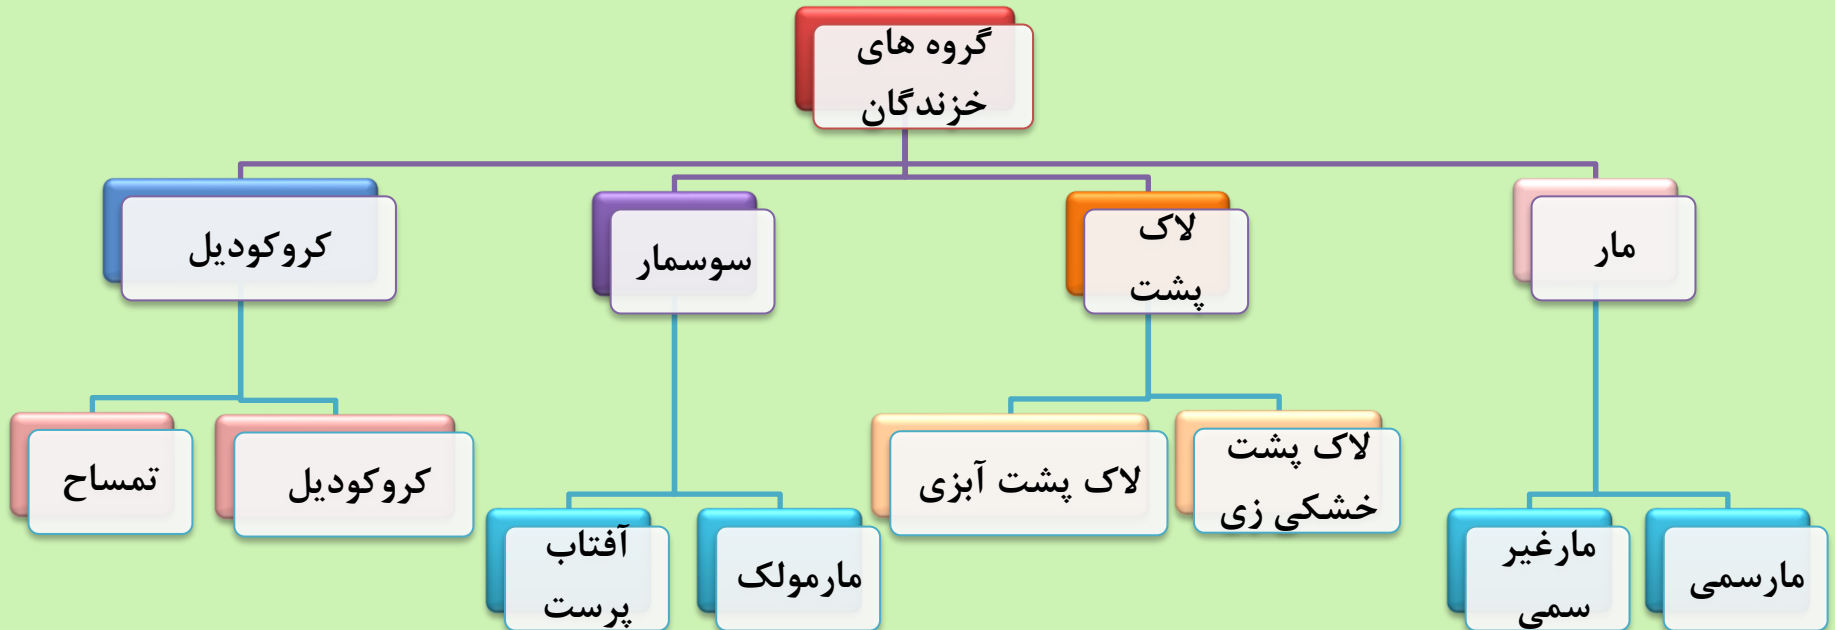 گروه های
خزندگان
مار
لاک
پشت
سوسمار
کروکودیل
مارسمی
مارغیر
سمی
لاک پشت
خشکی زی
لاک پشت آبزی
مارمولک
آفتاب
پرست
کروکودیل
تمساح